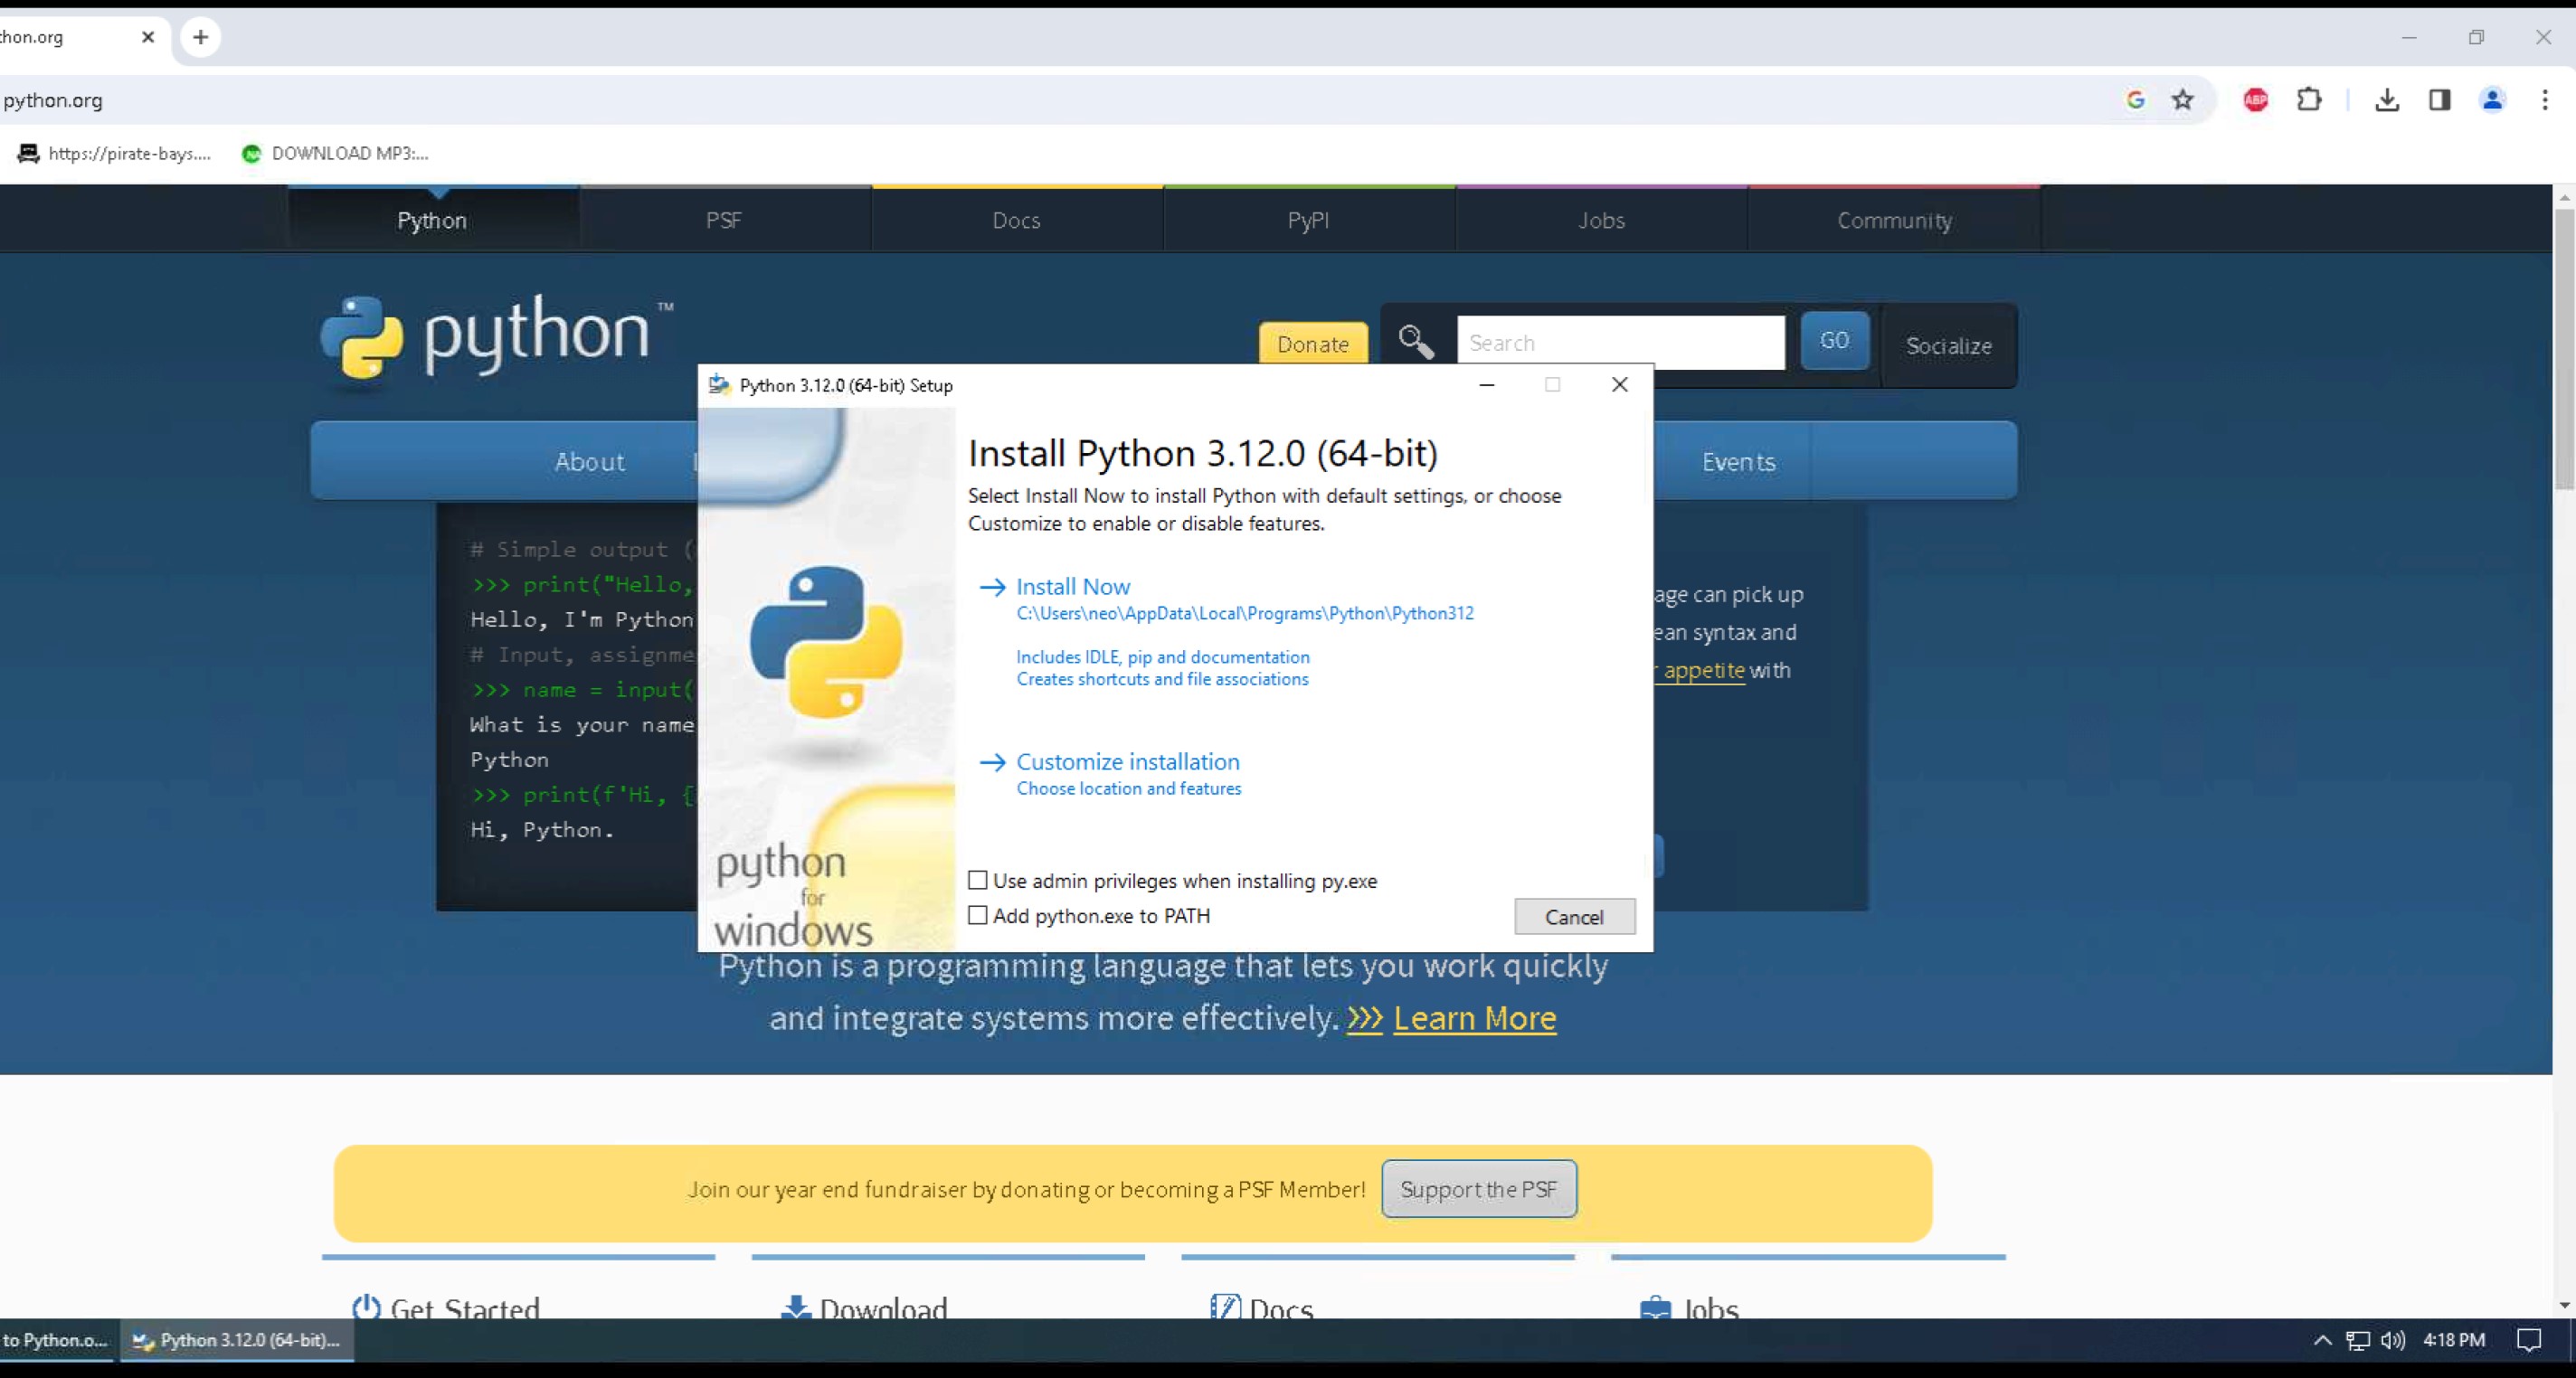 thon.org
python.org
https://pirate-bays....
DOWNLOAD MP3:...
Python
PSF
Docs
PyPI
Jobs
Community
python™
Donate
Search
GO
Socialize
About
Events
# Simple output (
>>> print("Hello,
Hello, I'm Python
# Input, assignme
>>> name = input(
What is your name
Python
>>> print(f'Hi, {
Hi, Python.
age can pick up
ean syntax and
r appetite with
Python 3.12.0 (64-bit) Setup
Install Python 3.12.0 (64-bit)
Select Install Now to install Python with default settings, or choose
Customize to enable or disable features.
→ Install Now
C:\Users\neo\AppData\Local\Programs\Python\Python312
Includes IDLE, pip and documentation
Creates shortcuts and file associations
→ Customize installation
Choose location and features
python
for
windows
Use admin privileges when installing py.exe
Add python.exe to PATH
Cancel
Python is a programming language that lets you work quickly
and integrate systems more effectively. >>> Learn More
Join our year end fundraiser by donating or becoming a PSF Member!
Support the PSF
Get Started
Download
Docs
Jobs
to Python.o...
Python 3.12.0 (64-bit)...
4:18 PM